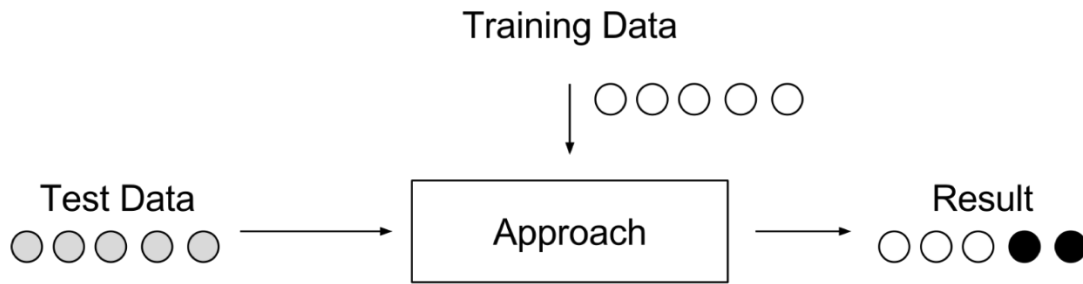 Training Data
Test Data
Approach
Result